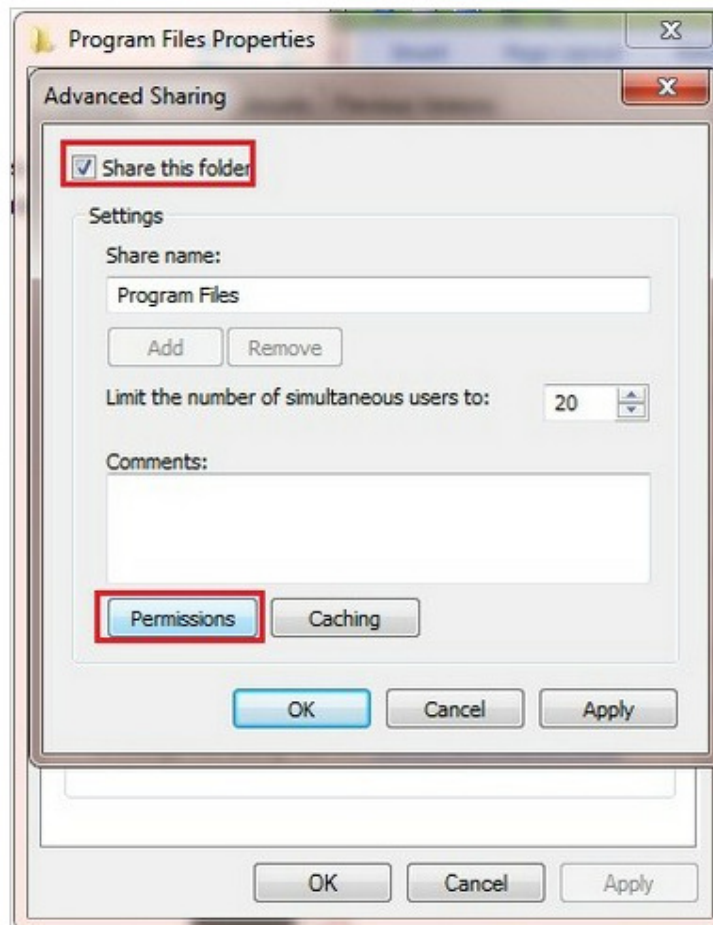 Program Files Properties
Advanced Sharing
Share this folder
Settings
Share name:
Program Files
Add Remove
Limit the number of simultaneous users to: 20
Comments:
Permissions Caching
OK Cancel Apply
OK Cancel Apply